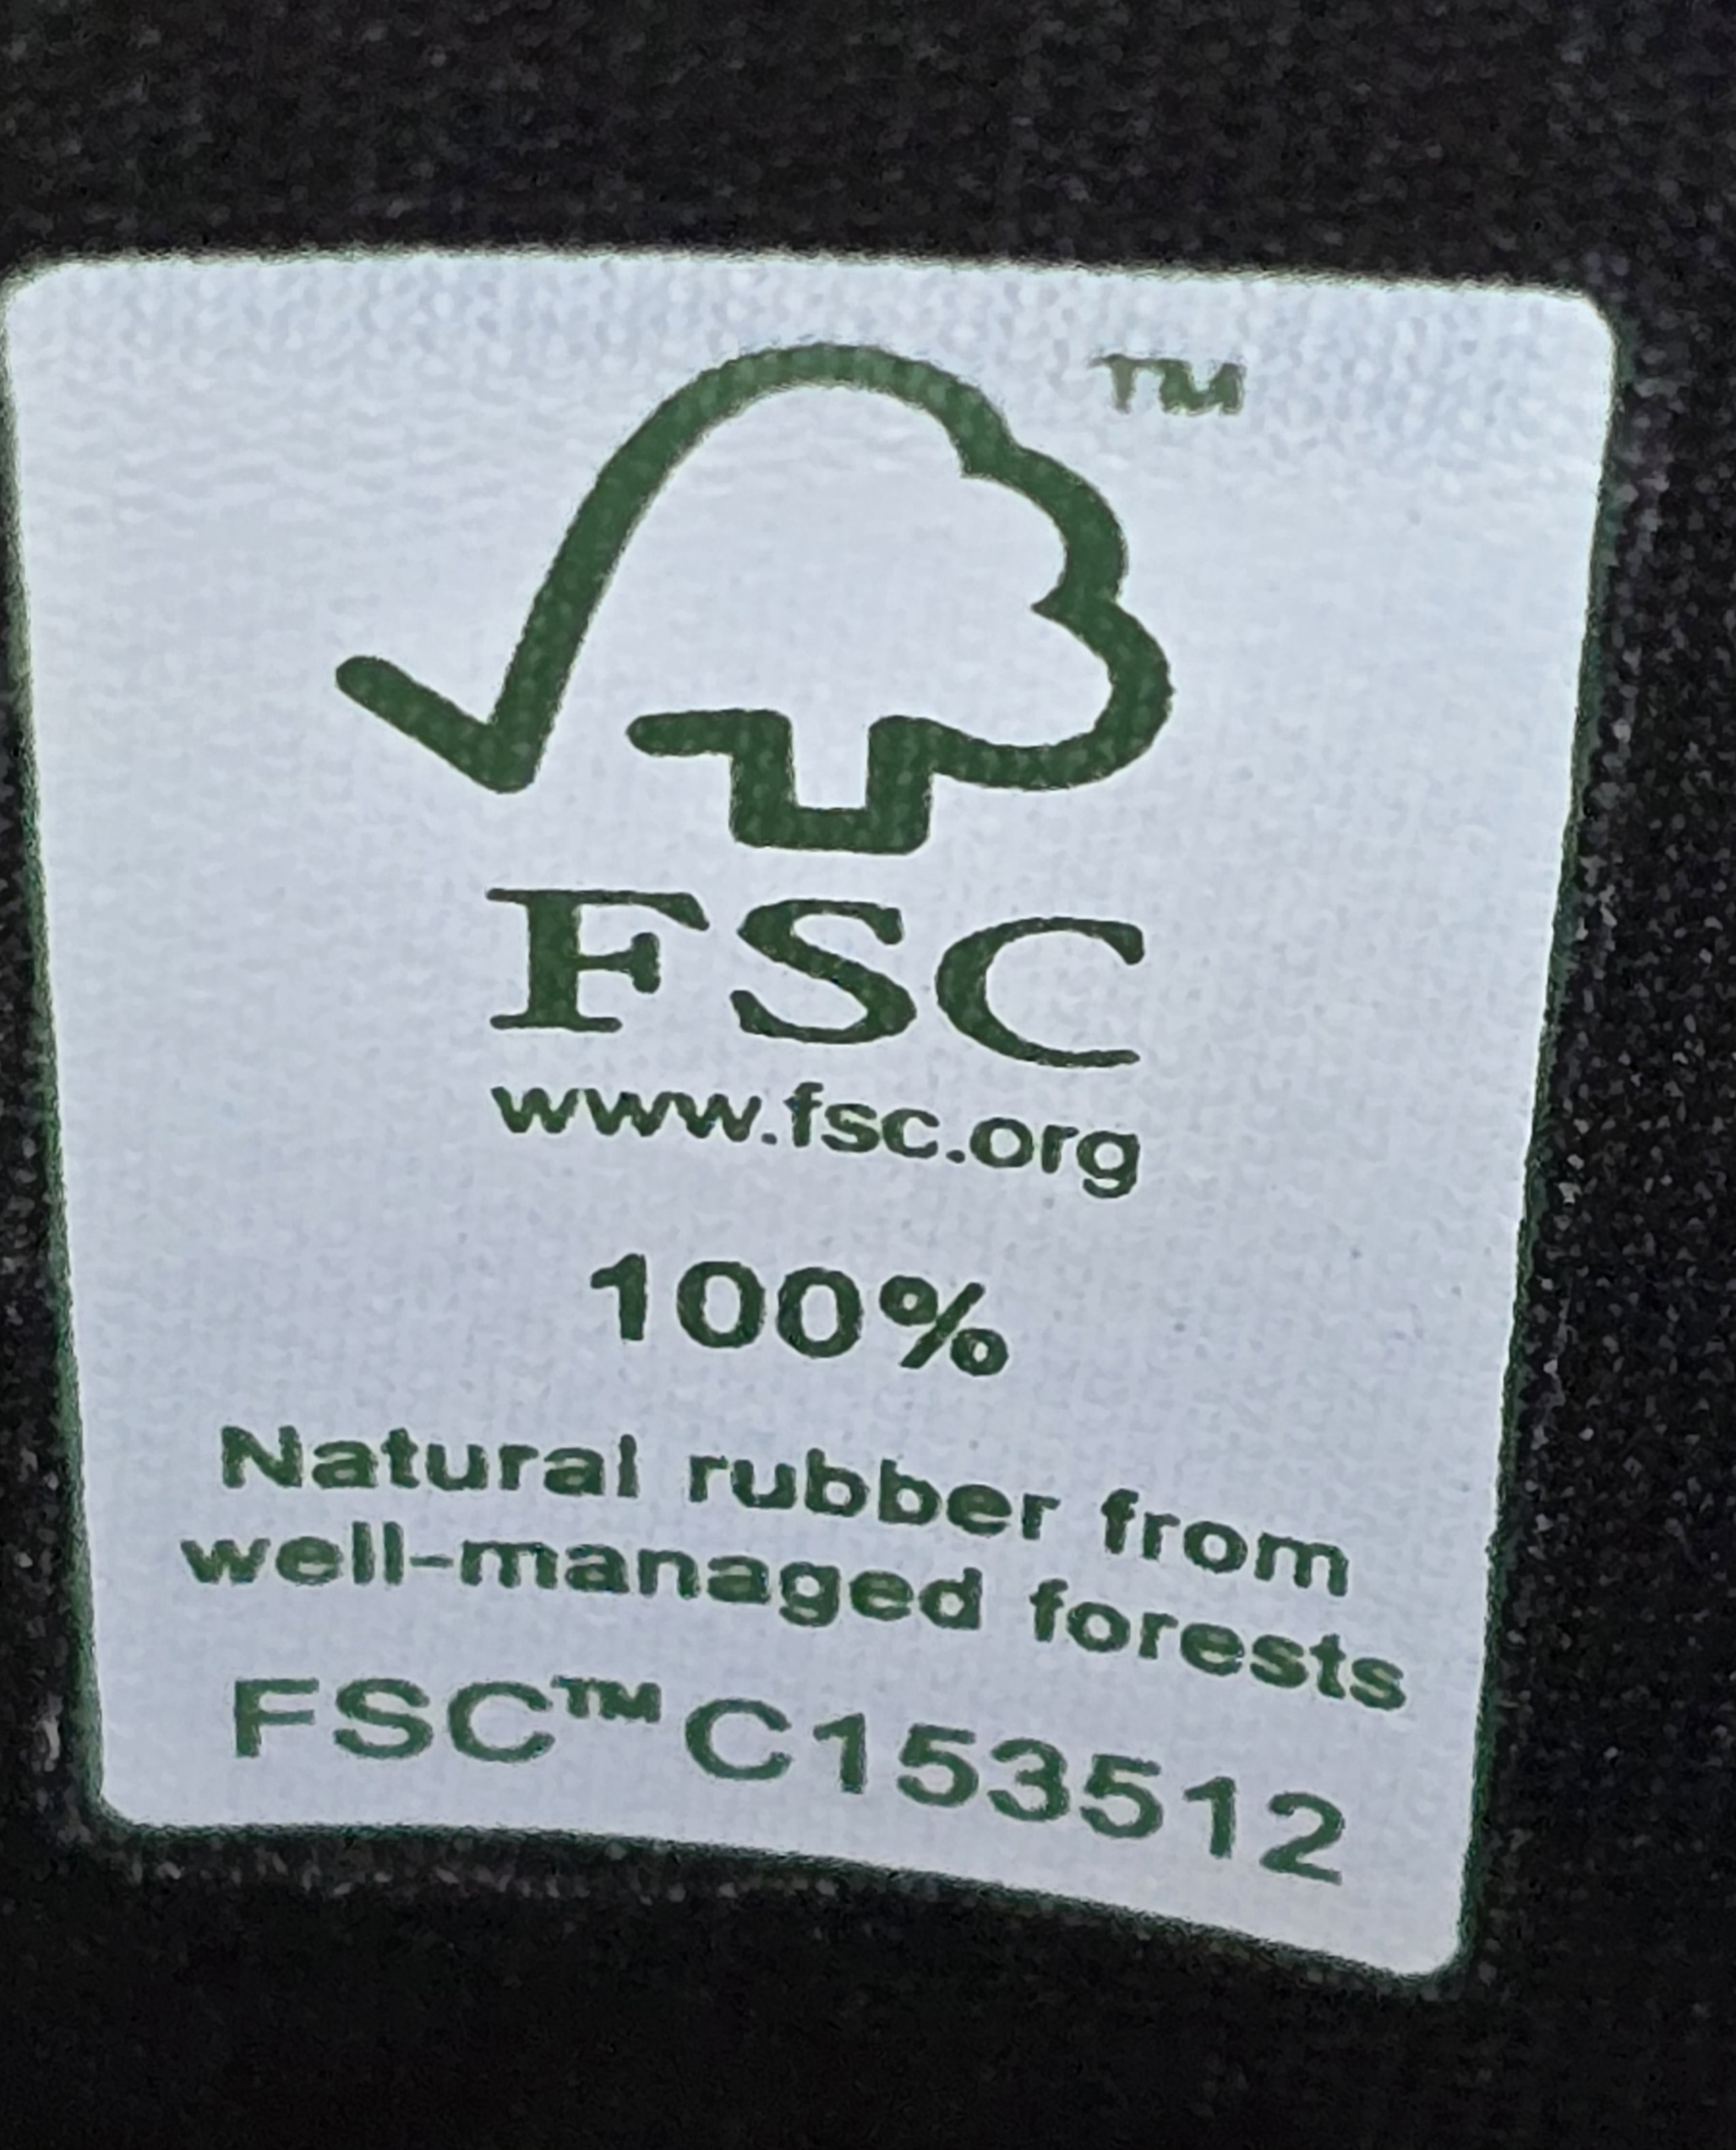 TM
FSC
www.fsc.org
100%
Natural rubber from
well-managed forests
FSC™ C153512